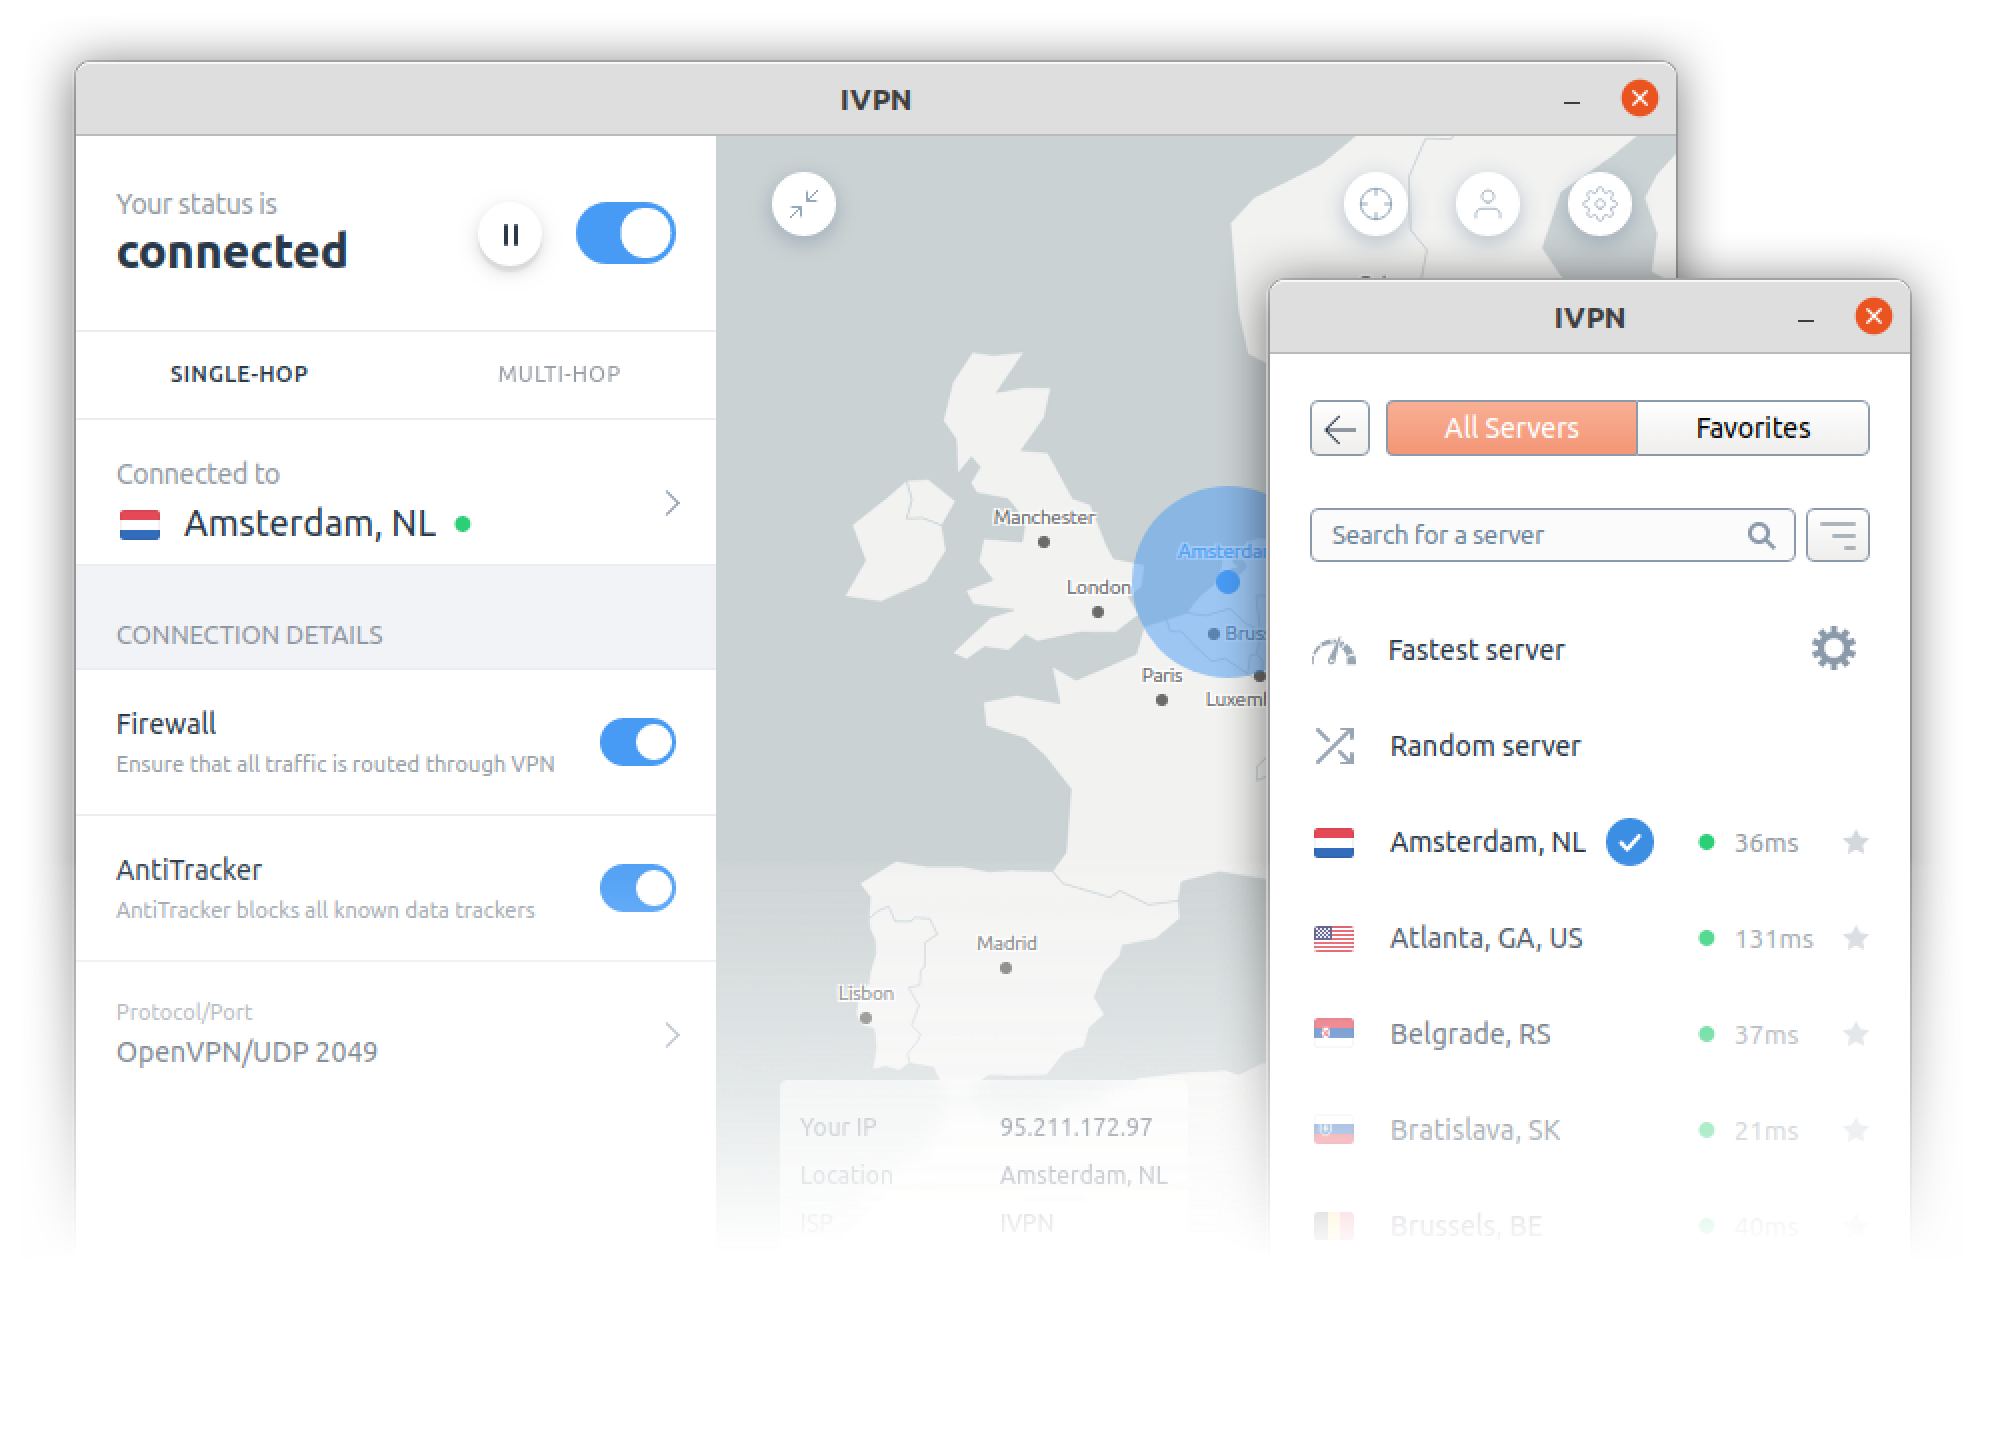 IVPN
Your status is
connected
SINGLE-HOP
MULTI-HOP
Connected to
Amsterdam, NL
CONNECTION DETAILS
Firewall
Ensure that all traffic is routed through VPN
AntiTracker
AntiTracker blocks all known data trackers
Protocol/Port
OpenVPN/UDP 2049
Manchester
London
Amsterda
Brus
Paris
Luxem
Madrid
Lisbon
Your IP 95.211.172.97
Location Amsterdam, NL
ISP IVPN
IVPN
All Servers
Favorites
Search for a server
Fastest server
Random server
Amsterdam, NL 36ms
Atlanta, GA, US 131ms
Belgrade, RS 37ms
Bratislava, SK 21ms
Brussels, BE 40ms